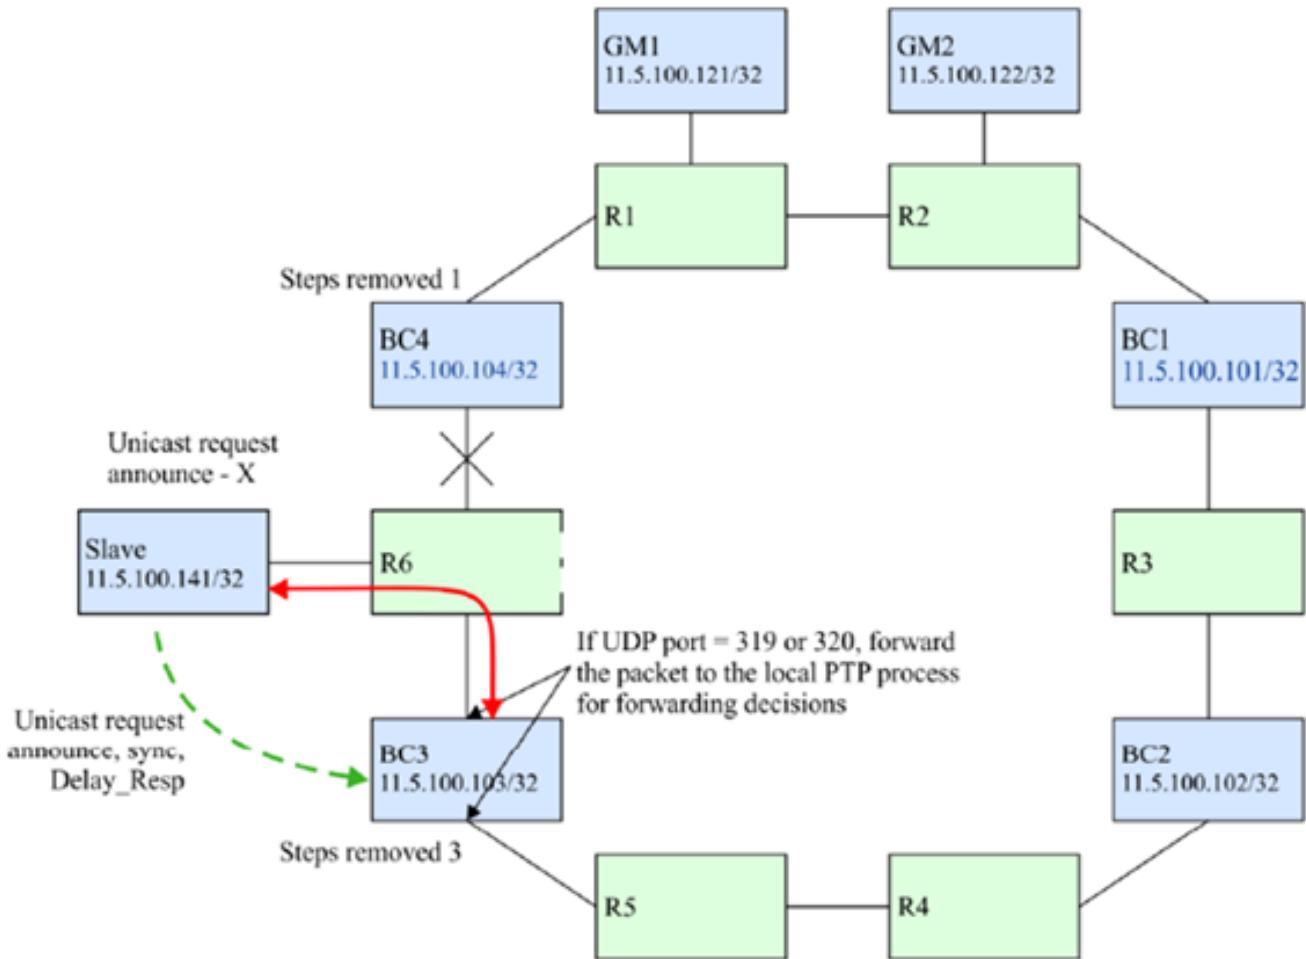 GM1
11.5.100.121/32
GM2
11.5.100.122/32
R1
R2
Steps removed 1
BC4
11.5.100.104/32
BC1
11.5.100.101/32
Unicast request
announce - X
Slave
11.5.100.141/32
R6
R3
If UDP port = 319 or 320, forward
the packet to the local PTP process
for forwarding decisions
Unicast request
announce, sync,
Delay_Resp
BC3
11.5.100.103/32
BC2
11.5.100.102/32
Steps removed 3
R5
R4